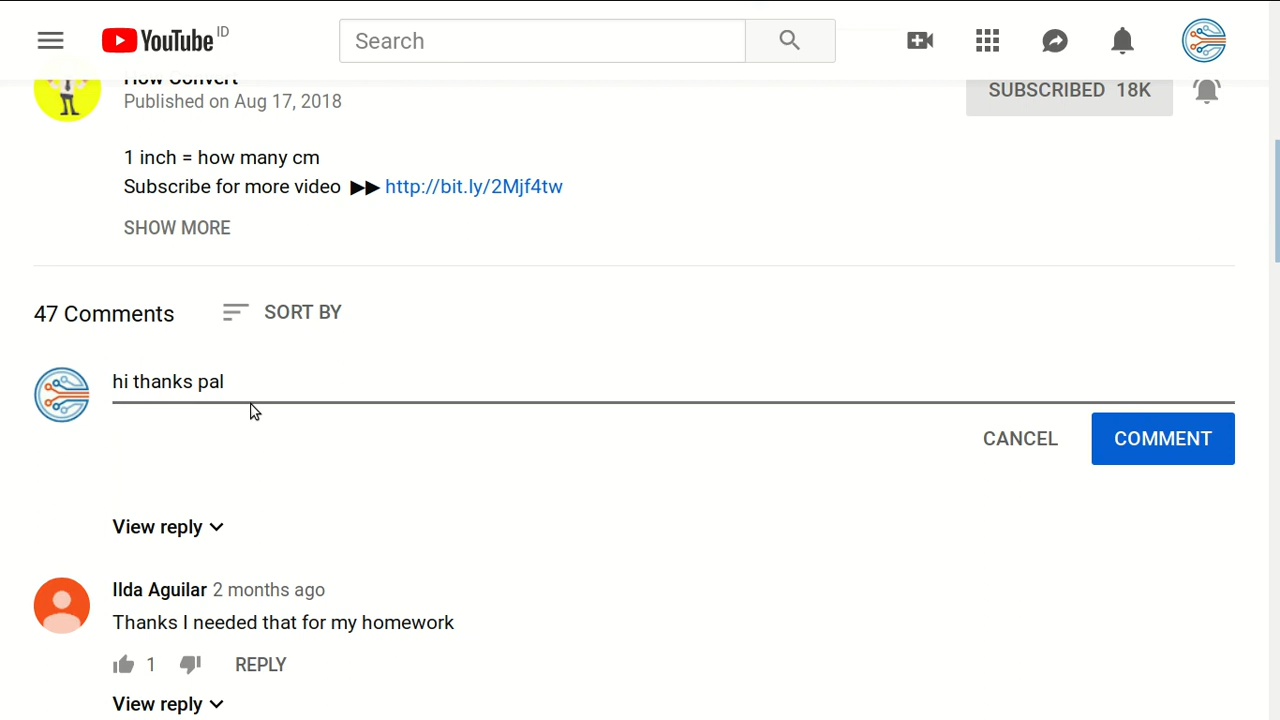 YouTube ID
Search
How Convert
Published on Aug 17, 2018
SUBSCRIBED 18K
1 inch = how many cm
Subscribe for more video ▶▶ http://bit.ly/2Mjf4tw
SHOW MORE
47 Comments
SORT BY
hi thanks pal
CANCEL
COMMENT
View reply
Ilda Aguilar 2 months ago
Thanks I needed that for my homework
1
REPLY
View reply